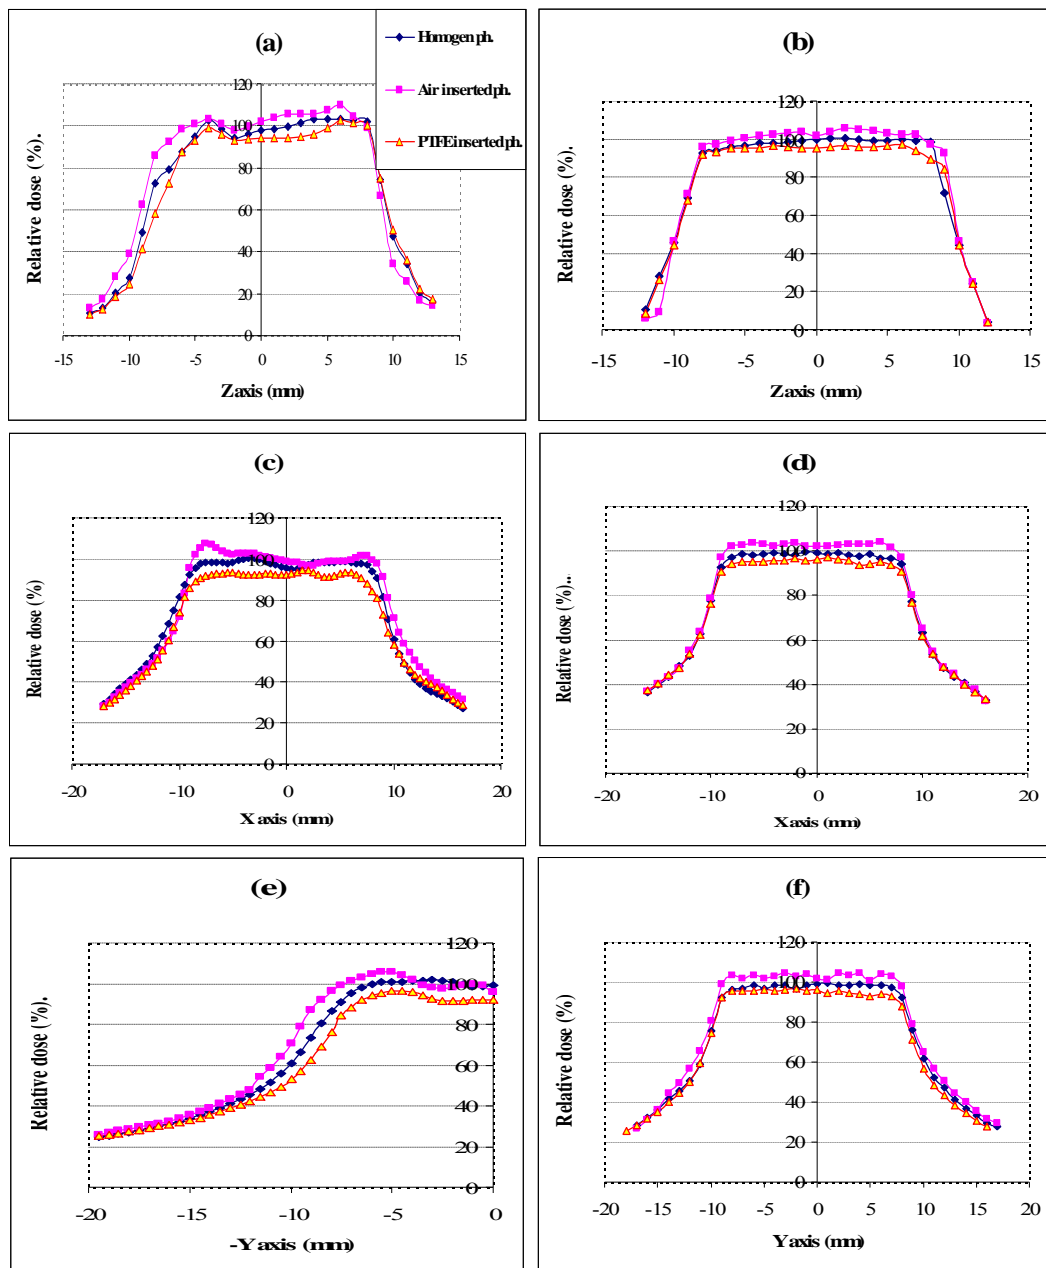 (a)
Homogen ph.
Air inserted ph.
PTFE inserted ph.
Relative dose (%).
120
100
80
60
40
20
0
-15 -10 -5 0 5 10 15
Z axis (mm)
(b)
Relative dose (%).
120
100
80
60
40
20
0
-15 -10 -5 0 5 10 15
Z axis (mm)
(c)
Relative dose (%)
120
100
80
60
40
20
0
-20 -10 0 10 20
X axis (mm)
(d)
Relative dose (%)...
120
100
80
60
40
20
0
-20 -10 0 10 20
X axis (mm)
(e)
Relative dose (%).
120
100
80
60
40
20
0
-20 -15 -10 -5 0
-Y axis (mm)
(f)
Relative dose (%)
120
100
80
60
40
20
0
-20 -15 -10 -5 0 5 10 15 20
Y axis (mm)